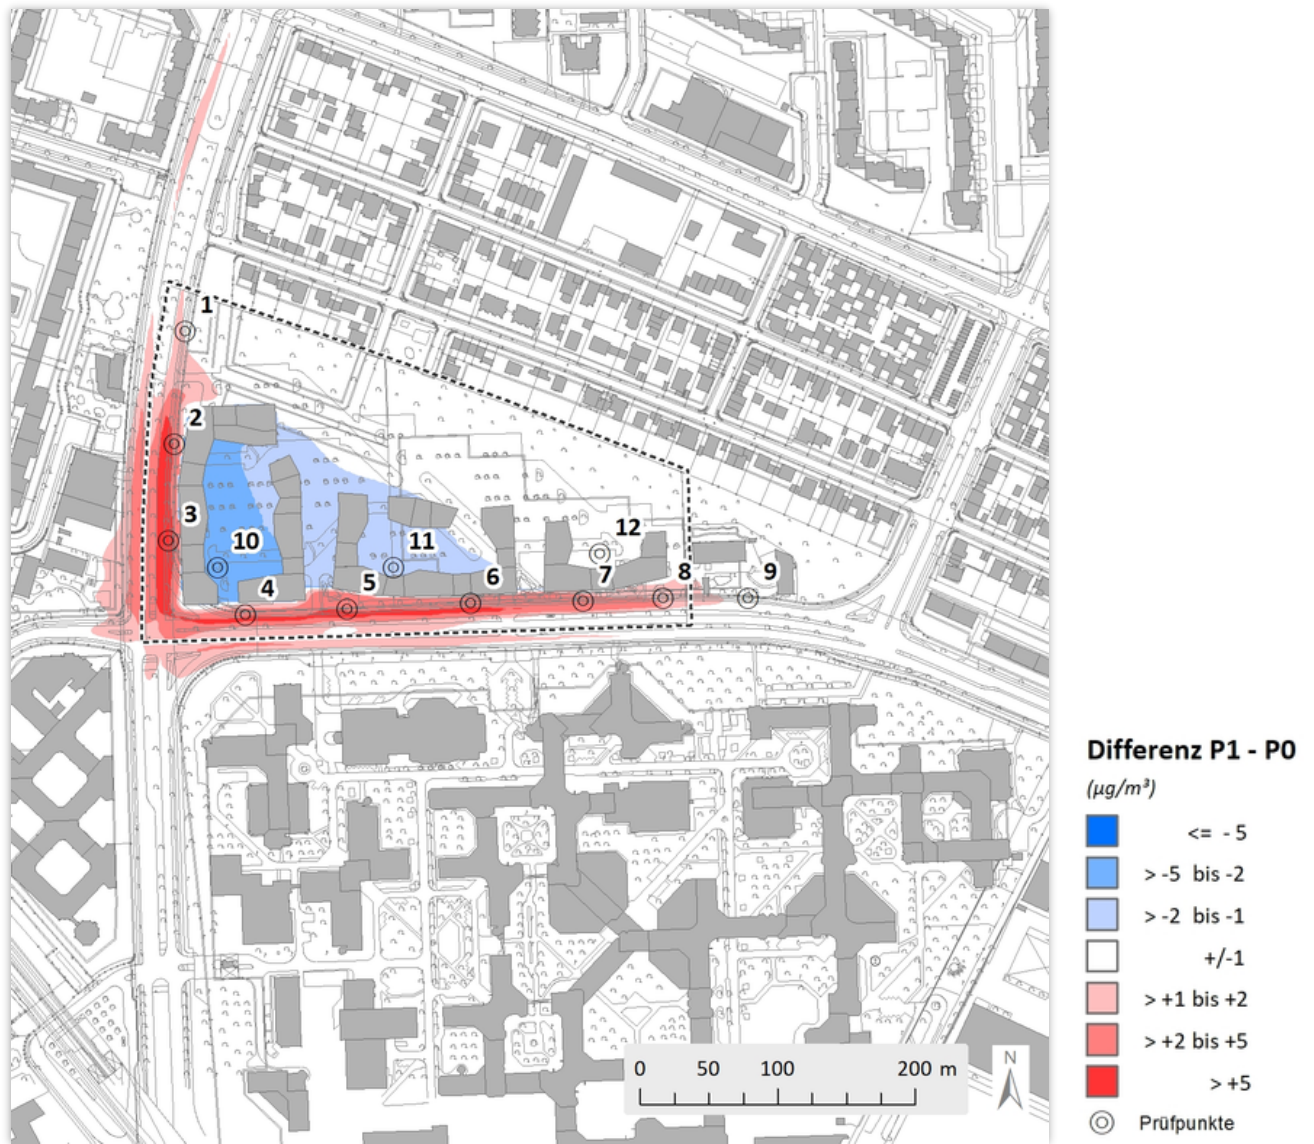 1
2
3
10
11
12
4
5
6
7
8
9
Differenz P1 - P0
(µg/m³)
<= - 5
> -5 bis -2
> -2 bis -1
+/-1
> +1 bis +2
> +2 bis +5
> +5
Prüfpunkte
0 50 100 200 m
N